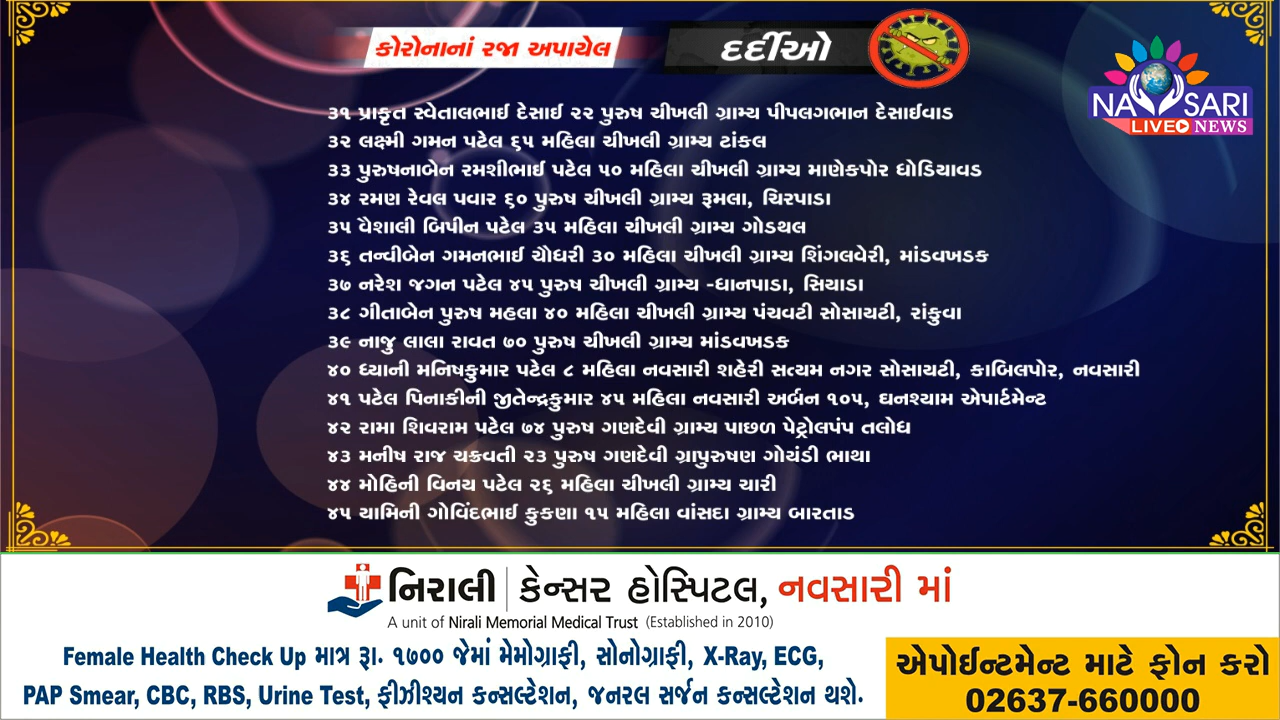 કોરોનાનાં રજા અપાયેલ
દર્દીઓ
NAVSARI
LIVE NEWS
૩૧ પ્રાકૃત સ્વેતાલભાઈ દેસાઈ ૨૨ પુરુષ ચીખલી ગ્રામ્ય પીપલગભાન દેસાઈવાડ
૩૨ લક્ષ્મી ગમન પટેલ ૬૫ મહિલા ચીખલી ગ્રામ્ય ટાંકલ
૩૩ પુરુષનાબેન રમશીભાઈ પટેલ ૫૦ મહિલા ચીખલી ગ્રામ્ય માણેકપોર ધોડિયાવડ
૩૪ રમણ રેવલ પવાર ૬૦ પુરુષ ચીખલી ગ્રામ્ય રૂમલા, ચિરપાડા
૩૫ વૈશાલી બિપીન પટેલ ૩૫ મહિલા ચીખલી ગ્રામ્ય ગોડથલ
૩૬ તન્વીબેન ગમનભાઈ ચૌધરી ૩૦ મહિલા ચીખલી ગ્રામ્ય શિંગલવેરી, માંડવખડક
૩૭ નરેશ જગન પટેલ ૪૫ પુરુષ ચીખલી ગ્રામ્ય -ધાનપાડા, સિયાડા
૩૮ ગીતાબેન પુરુષ મહલા ૪૦ મહિલા ચીખલી ગ્રામ્ય પંચવટી સોસાયટી, રાંકુવા
૩૯ નાજુ લાલા રાવત ૭૦ પુરુષ ચીખલી ગ્રામ્ય માંડવખડક
૪૦ ધ્યાની મનિષકુમાર પટેલ ૮ મહિલા નવસારી શહેરી સત્યમ નગર સોસાયટી, કાબિલપોર, નવસારી
૪૧ પટેલ પિનાકીની જીતેન્દ્રકુમાર ૪૫ મહિલા નવસારી અર્બન ૧૦૫, ઘનશ્યામ એપાર્ટમેન્ટ
૪૨ રામા શિવરામ પટેલ ૭૪ પુરુષ ગણદેવી ગ્રામ્ય પાછળ પેટ્રોલપંપ તલોધ
૪૩ મનીષ રાજ ચક્રવતી ૨૩ પુરુષ ગણદેવી ગ્રાપુરુષણ ગોયંડી ભાથા
૪૪ મોહિની વિનય પટેલ ૨૬ મહિલા ચીખલી ગ્રામ્ય ચારી
૪૫ યામિની ગોવિંદભાઈ કુકણા ૧૫ મહિલા વાંસદા ગ્રામ્ય બારતાડ
નિરાલી કેન્સર હોસ્પિટલ, નવસારી માં
A unit of Nirali Memorial Medical Trust (Established in 2010)
Female Health Check Up માત્ર રૂા. ૧૭૦૦ જેમાં મેમોગ્રાફી, સોનોગ્રાફી, X-Ray, ECG,
PAP Smear, CBC, RBS, Urine Test, ફીઝીશ્યન કન્સલ્ટેશન, જનરલ સર્જન કન્સલ્ટેશન થશે.
એપોઈન્ટમેન્ટ માટે ફોન કરો
02637-660000